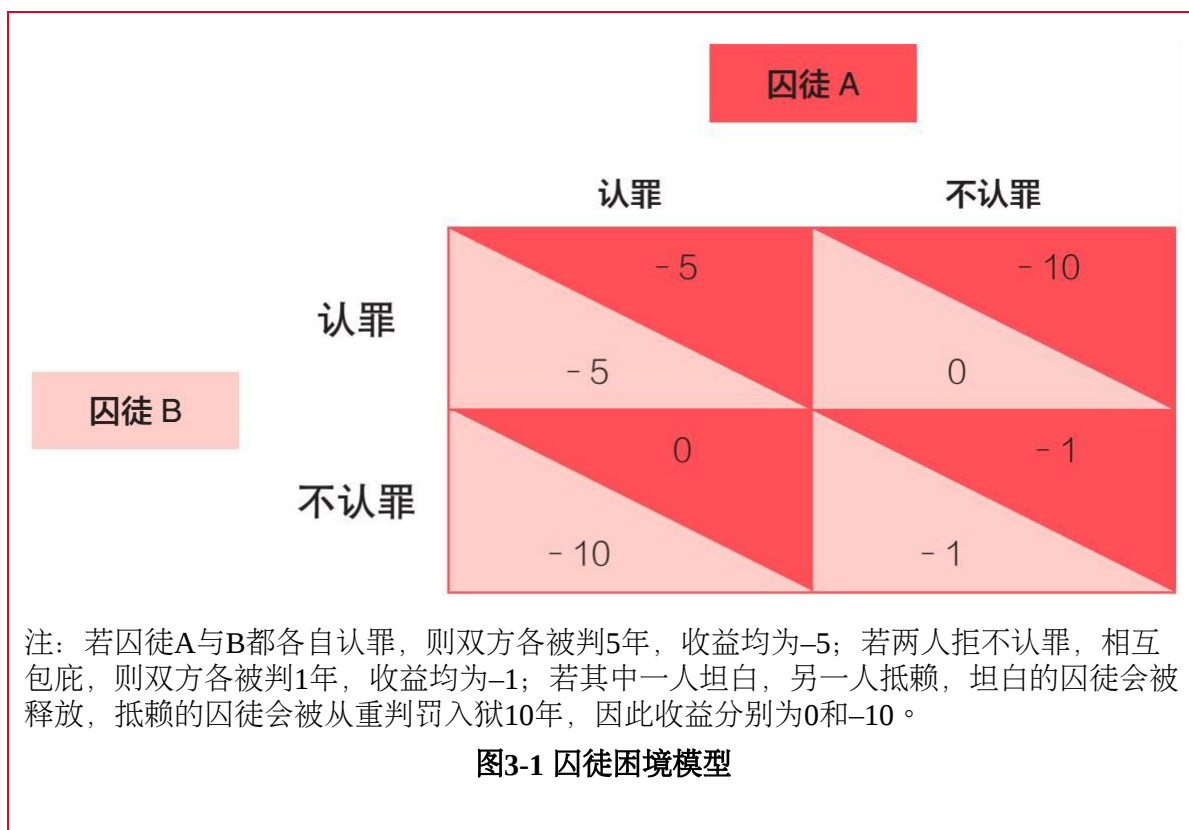 囚徒 A
认罪 不认罪
认罪
- 5 - 10
- 5 0
囚徒 B
不认罪
0 - 1
- 10 - 1
注：若囚徒A与B都各自认罪，则双方各被判5年，收益均为–5；若两人拒不认罪，相互
包庇，则双方各被判1年，收益均为–1；若其中一人坦白，另一人抵赖，坦白的囚徒会被
释放，抵赖的囚徒会被从重判罚入狱10年，因此收益分别为0和–10。
图3-1 囚徒困境模型